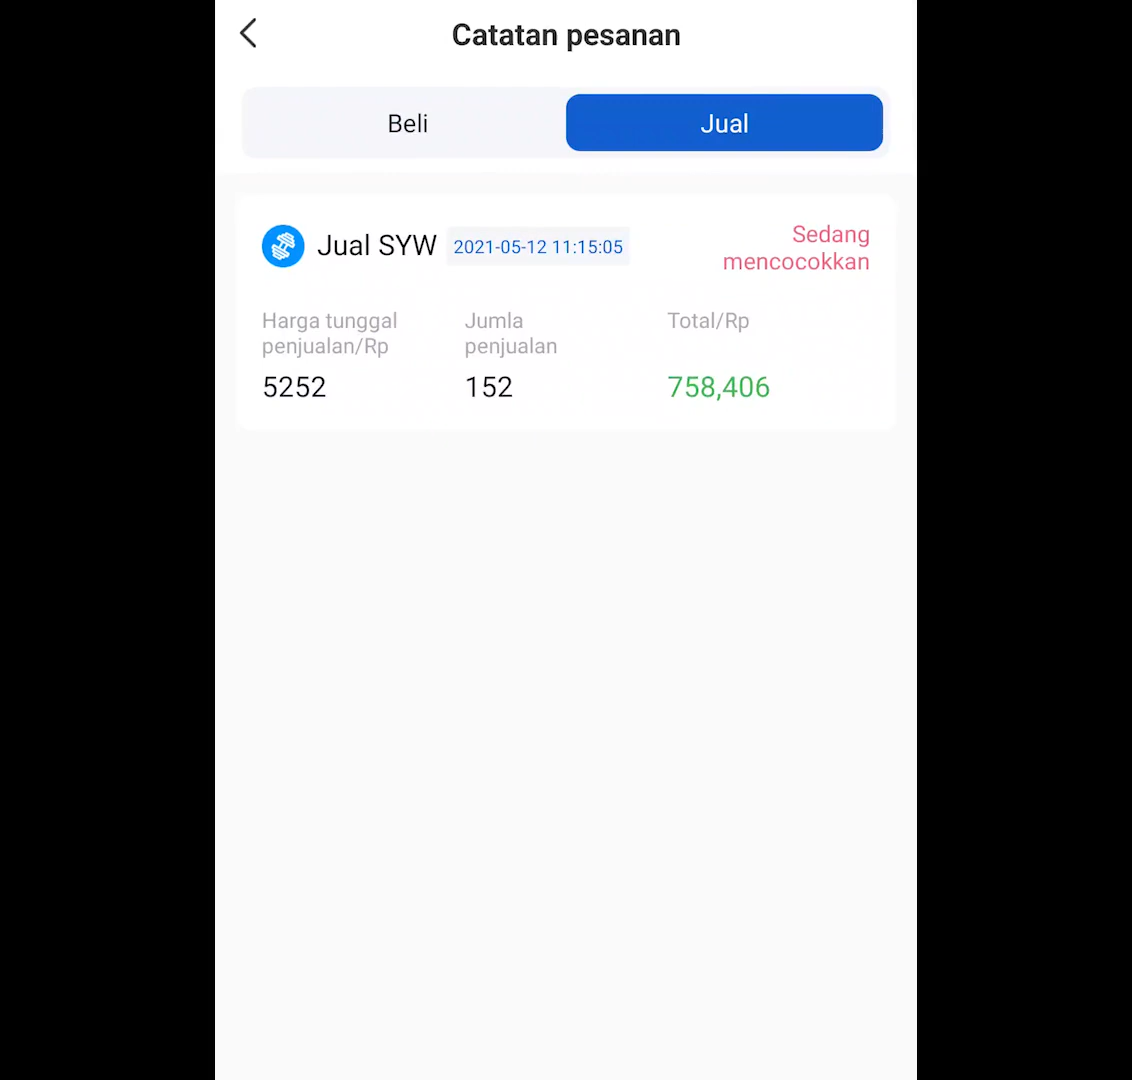 Catatan pesanan
Beli
Jual
Jual SYW
2021-05-12 11:15:05
Sedang
mencocokkan
Harga tunggal
penjualan/Rp
Jumla
penjualan
Total/Rp
5252
152
758,406